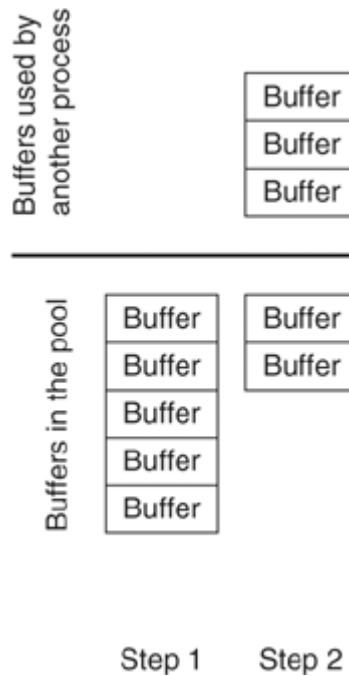 Buffers used by
another process
Buffer
Buffer
Buffer
Buffers in the pool
Buffer
Buffer
Buffer
Buffer
Buffer
Buffer
Buffer
Step 1
Step 2